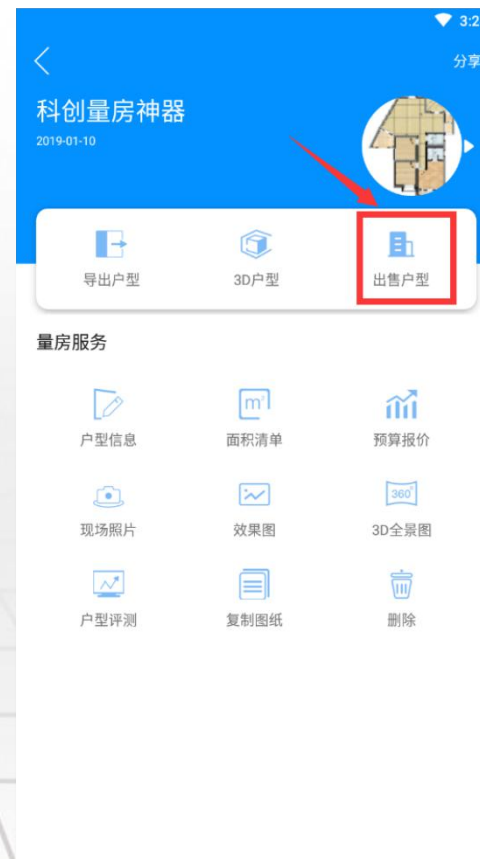 3:2
分享
科创量房神器
2019-01-10
导出户型 3D户型 出售户型
量房服务
m²
户型信息 面积清单 预算报价
360°
现场照片 效果图 3D全景图
户型评测 复制图纸 删除